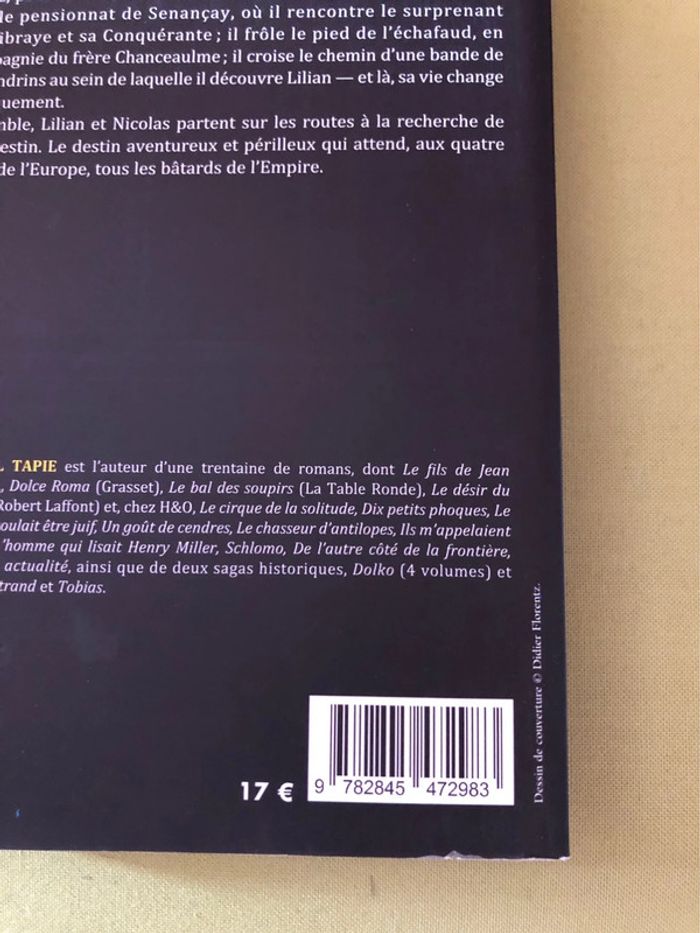 le pensionnat de Senançay, où il rencontre le surprenant
ibraye et sa Conquérante ; il frôle le pied de l'échafaud, en
pagnie du frère Chanceaulme ; il croise le chemin d'une bande de
ndrins au sein de laquelle il découvre Lilian — et là, sa vie change
quement.
mble, Lilian et Nicolas partent sur les routes à la recherche de
estin. Le destin aventureux et périlleux qui attend, aux quatre
de l'Europe, tous les bâtards de l'Empire.
L TAPIE est l'auteur d'une trentaine de romans, dont Le fils de Jean
, Dolce Roma (Grasset), Le bal des soupirs (La Table Ronde), Le désir du
Robert Laffont) et, chez H&O, Le cirque de la solitude, Dix petits phoques, Le
oulait être juif, Un goût de cendres, Le chasseur d'antilopes, Ils m'appelaient
'homme qui lisait Henry Miller, Schlomo, De l'autre côté de la frontière,
actualité, ainsi que de deux sagas historiques, Dolko (4 volumes) et
trand et Tobias.
17 €
9 782845 472983
Dessin de couverture © Didier Florentz.